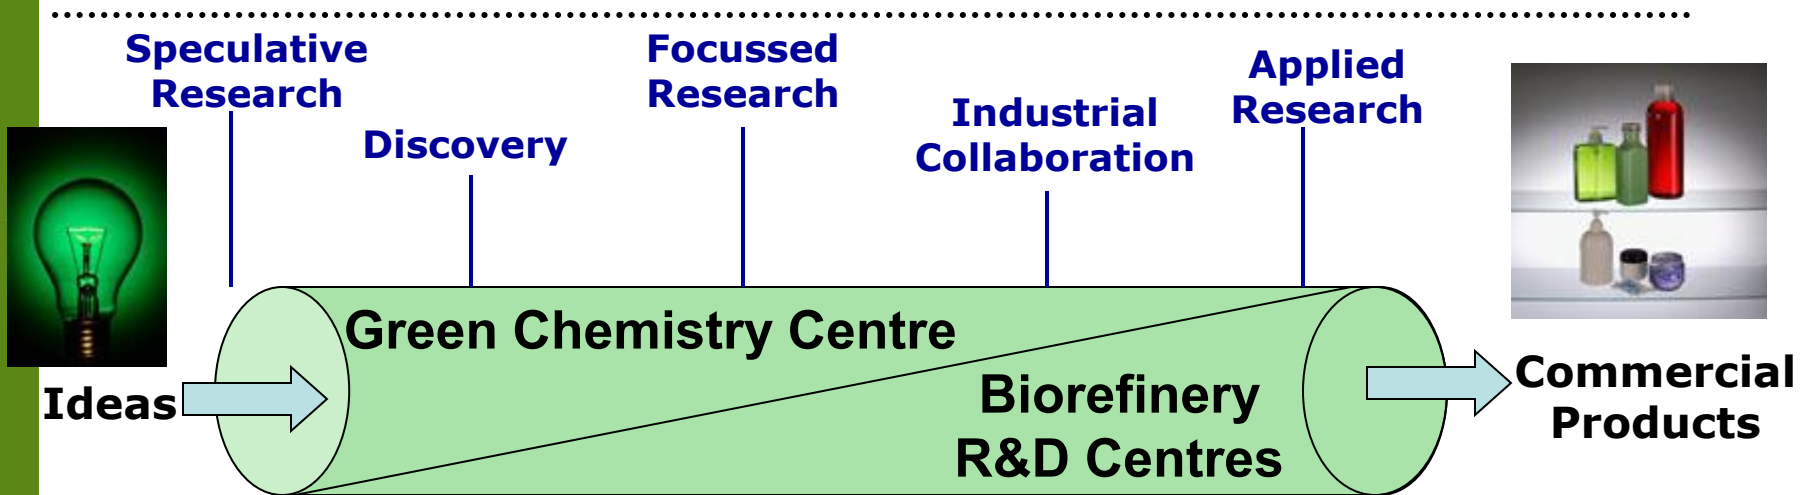 Speculative
Research
Discovery
Focussed
Research
Industrial
Collaboration
Applied
Research
Green Chemistry Centre
Biorefinery
R&D Centres
Ideas
Commercial
Products